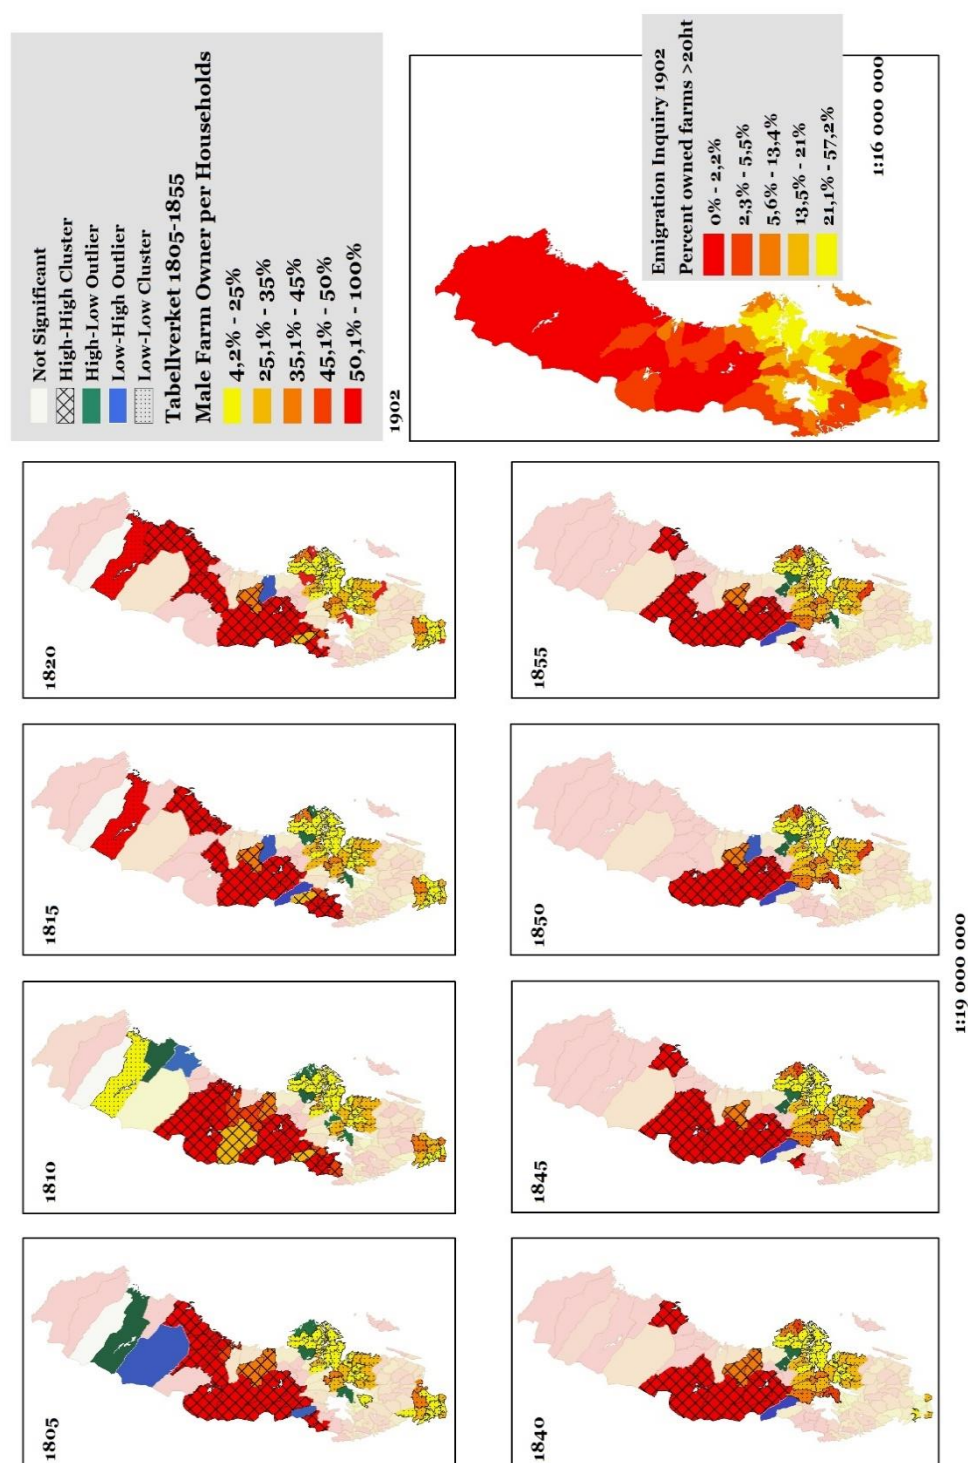 1805
1810
1815
1820
Not Significant
High-High Cluster
High-Low Outlier
Low-High Outlier
Low-Low Cluster
Tabellverket 1805-1855
Male Farm Owner per Households
4,2% - 25%
25,1% - 35%
35,1% - 45%
45,1% - 50%
50,1% - 100%
1840
1845
1850
1855
1902
Emigration Inquiry 1902
Percent owned farms >20ht
0% - 2,2%
2,3% - 5,5%
5,6% - 13,4%
13,5% - 21%
21,1% - 57,2%
1:16 000 000
1:19 000 000